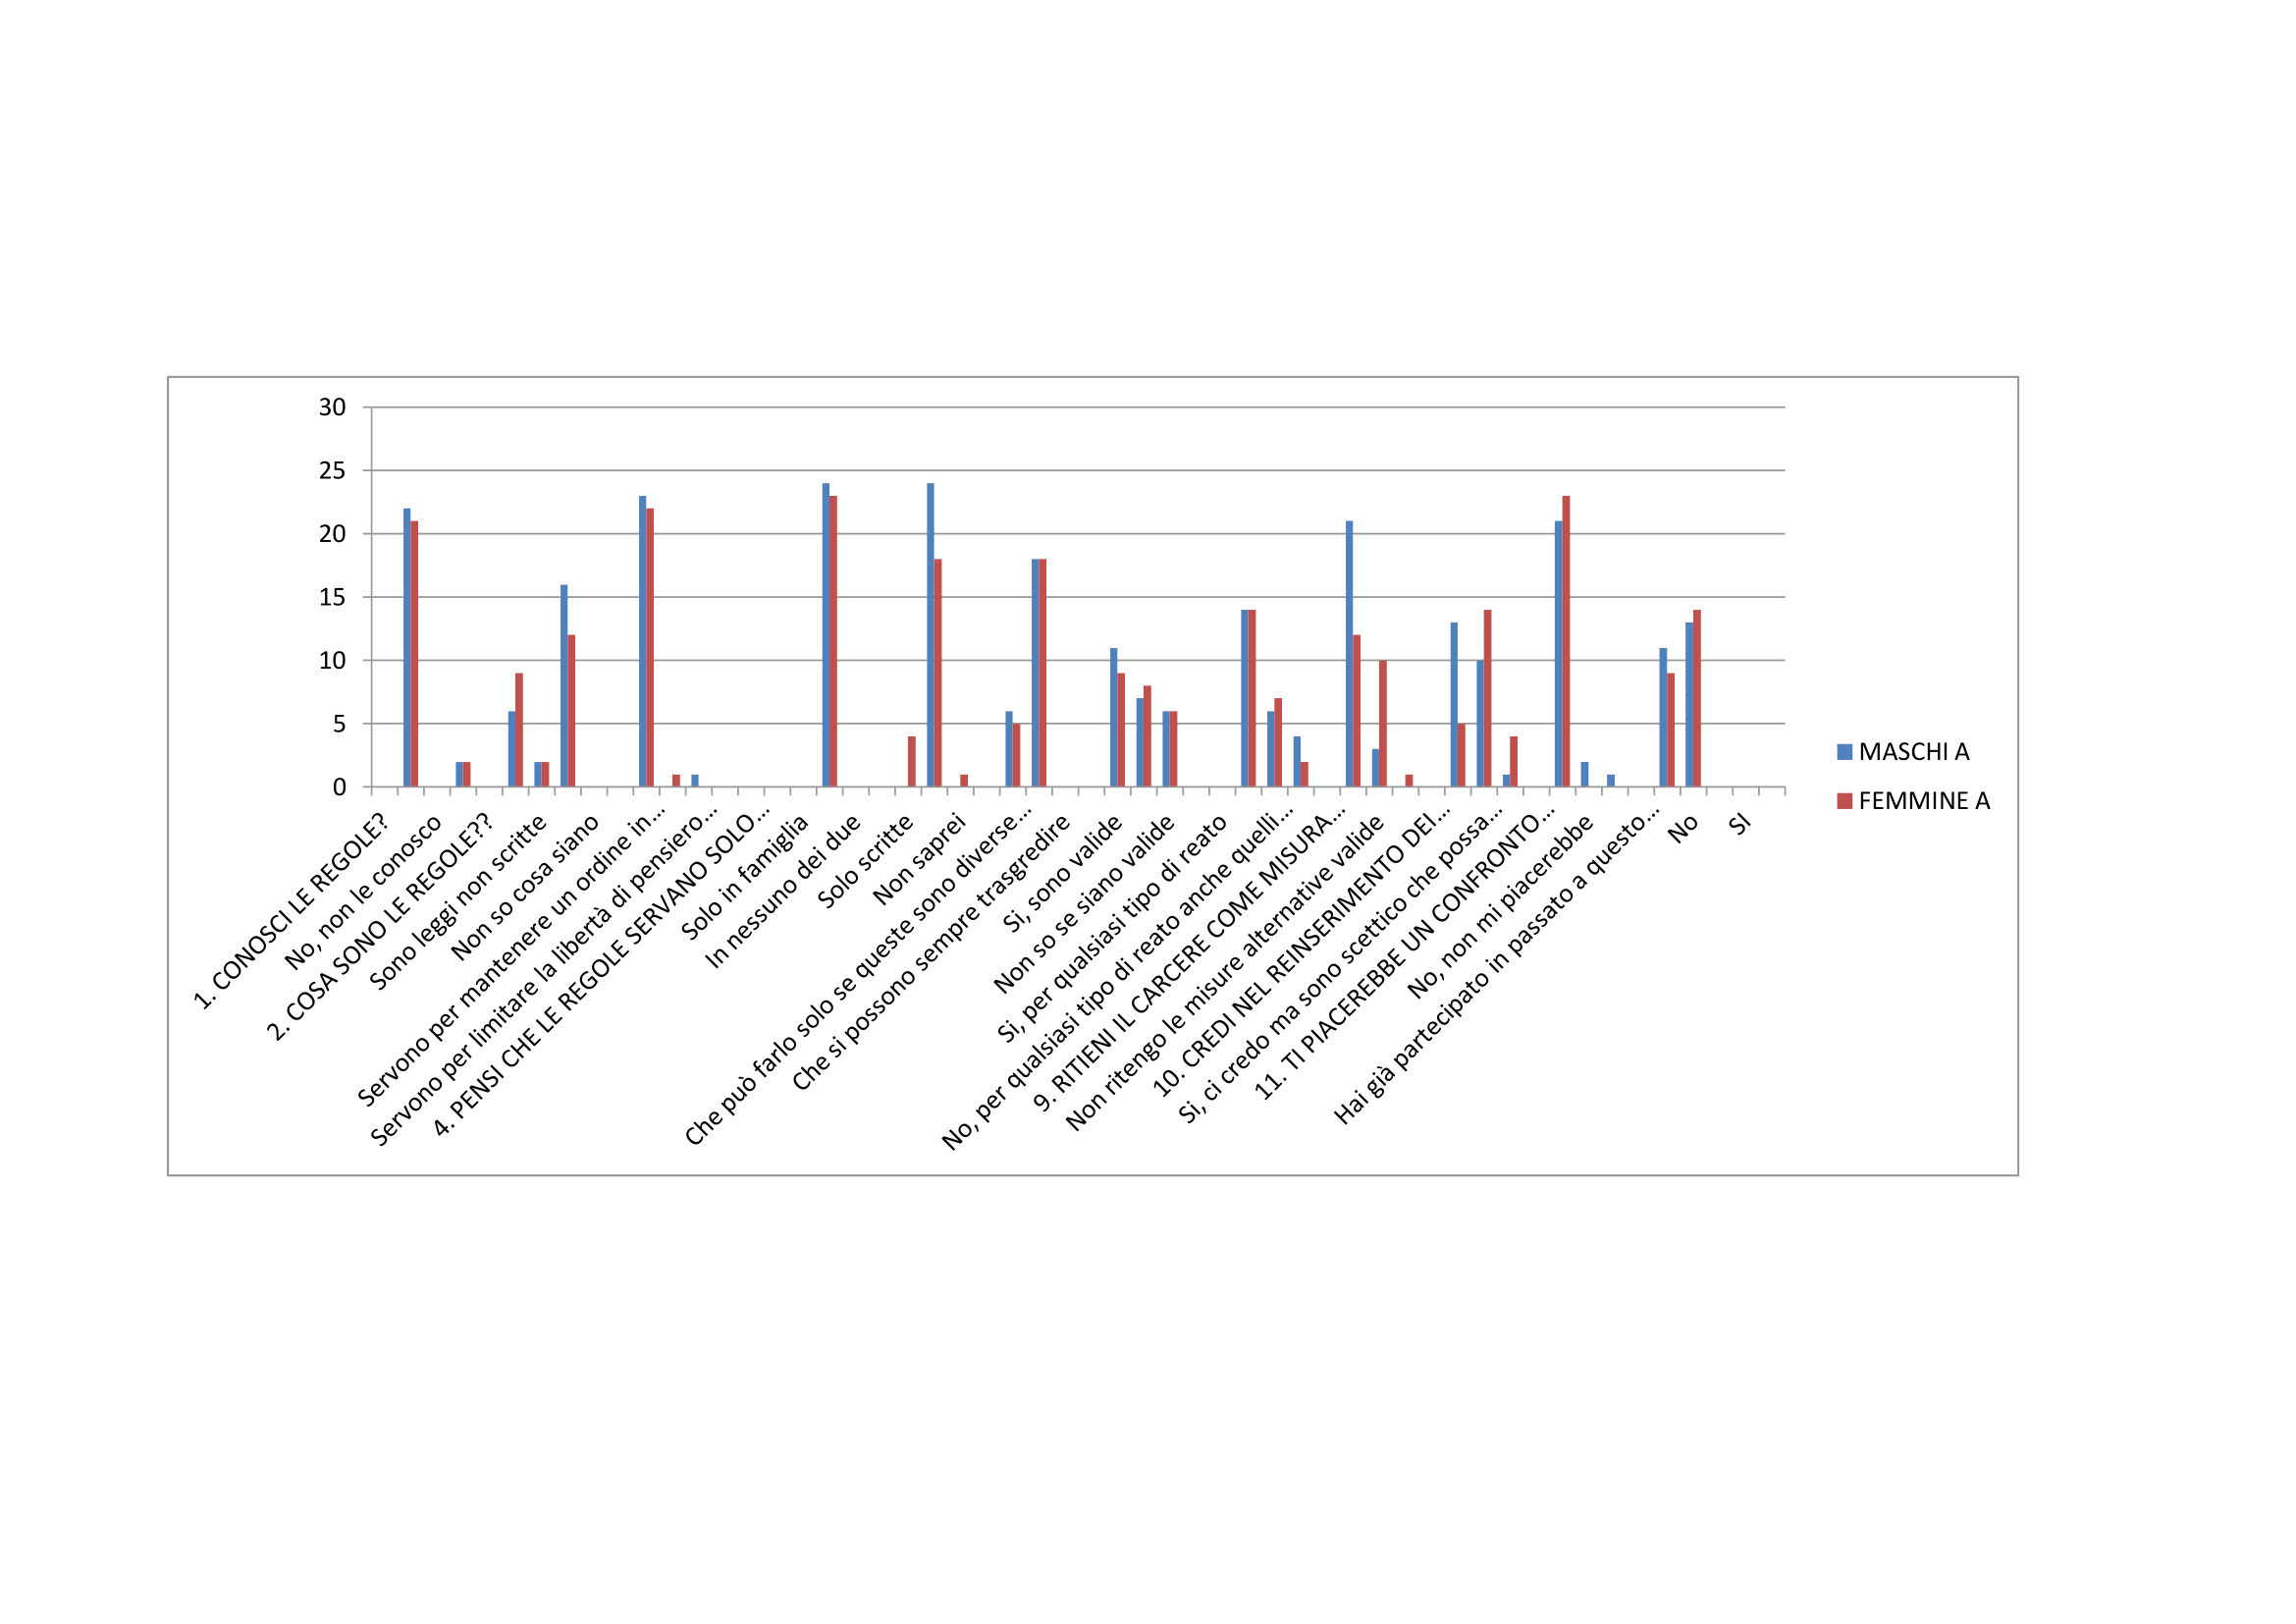 30
25
20
15
10
5
0
1. CONOSCI LE REGOLE?
No, non le conosco
2. COSA SONO LE REGOLE??
Sono leggi non scritte
Non so cosa siano
Servono per mantenere un ordine in...
Servono per limitare la libertà di pensiero...
4. PENSI CHE LE REGOLE SERVANO SOLO...
Solo in famiglia
In nessuno dei due
Solo scritte
Non saprei
Che può farlo solo se queste sono diverse...
Che si possono sempre trasgredire
Si, sono valide
Non so se siano valide
Si, per qualsiasi tipo di reato
No, per qualsiasi tipo di reato anche quelli...
9. RITIENI IL CARCERE COME MISURA...
Non ritengo le misure alternative valide
10. CREDI NEL REINSERIMENTO DEI...
Si, ci credo ma sono scettico che possa...
11. TI PIACEREBBE UN CONFRONTO...
No, non mi piacerebbe
Hai già partecipato in passato a questo...
No
SI
MASCHI A
FEMMINE A